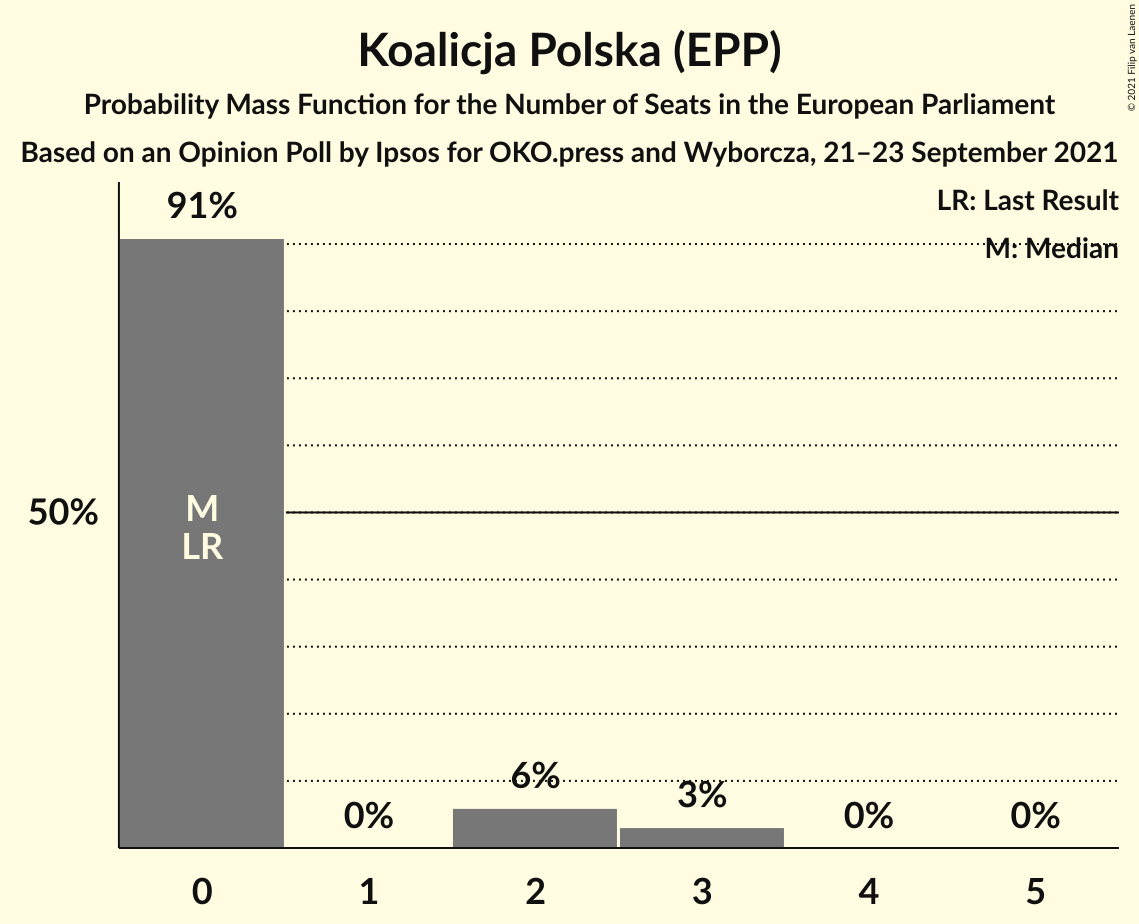 Koalicja Polska (EPP)
Probability Mass Function for the Number of Seats in the European Parliament
Based on an Opinion Poll by Ipsos for OKO.press and Wyborcza, 21–23 September 2021
© 2021 Filip van Laenen
LR: Last Result
M: Median
91%
50%
M
LR
0%
6%
3%
0%
0%
0 1 2 3 4 5